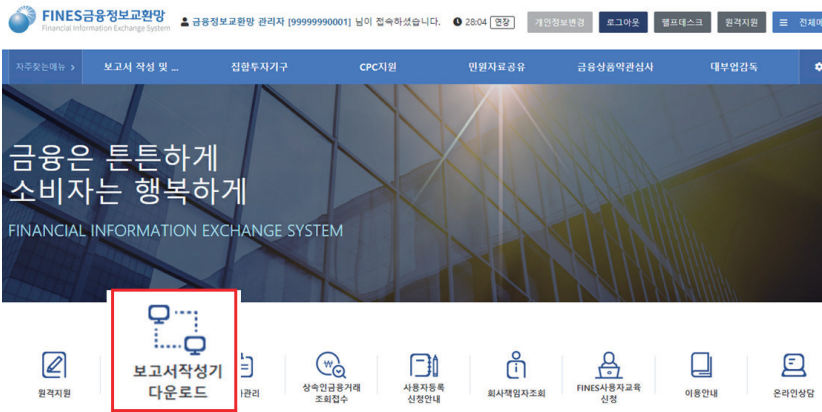 FINES금융정보교환망
Financial Information Exchange System
금융정보교환망 관리자 [99999990001] 님이 접속하셨습니다. 28:04 연장
개인정보변경 로그아웃 헬프데스크 원격지원
자주찾는메뉴 > 보고서 작성 및 ... 집합투자기구 CPC지원 민원자료공유 금융상품약관심사 대부업감독
금융은 튼튼하게
소비자는 행복하게
FINANCIAL INFORMATION EXCHANGE SYSTEM
원격지원
보고서작성기
다운로드
상속인금융거래
조회접수
사용자등록
신청안내
회사책임자조회
FINES사용자교육
신청
이용안내
온라인상담